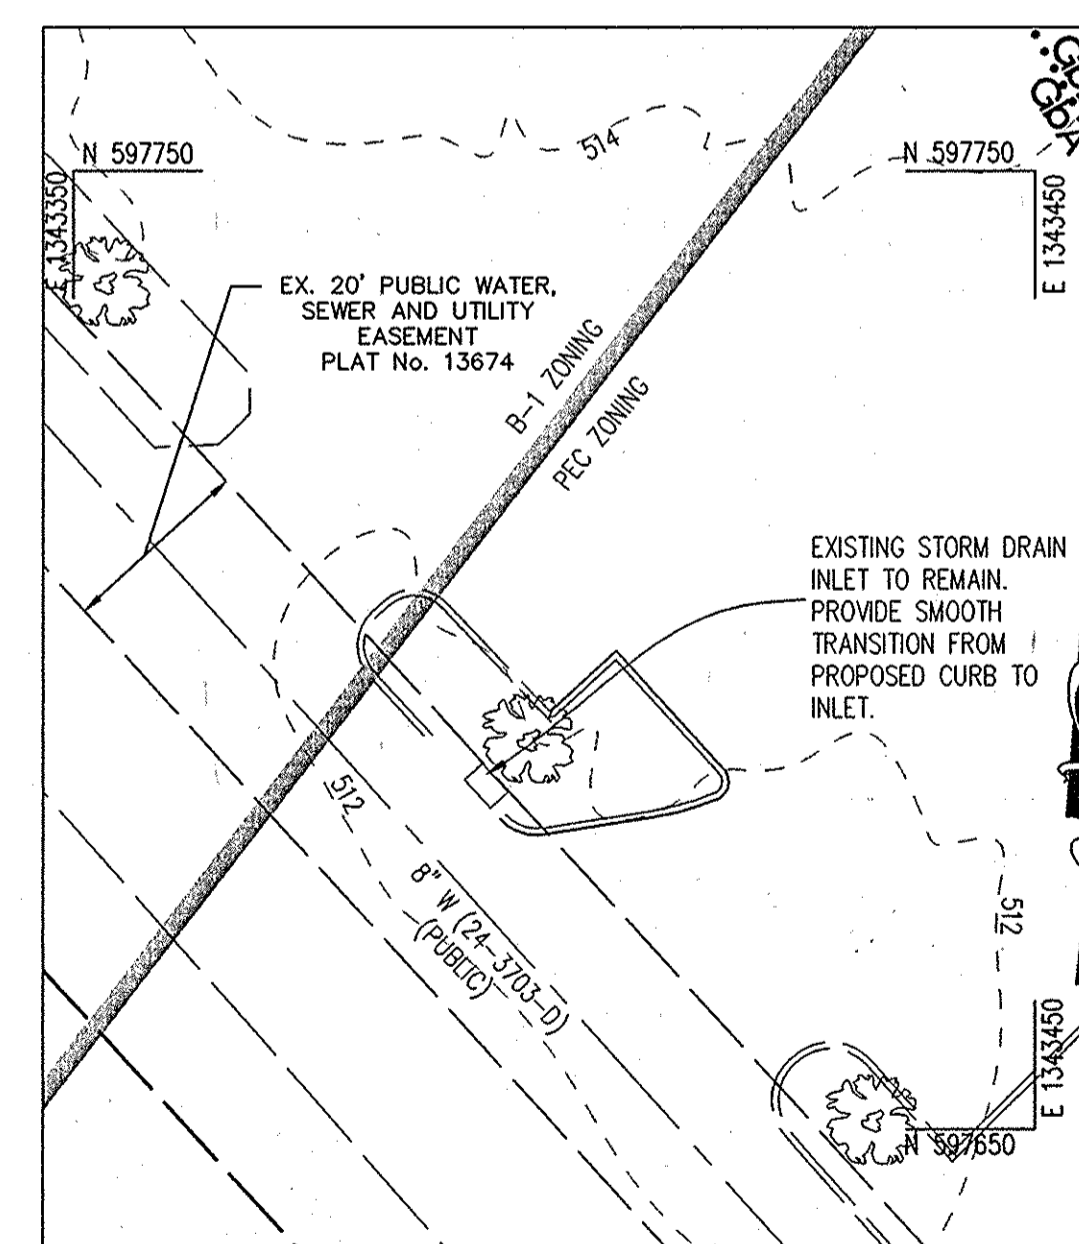 514
N 597750
E 1343350
N 597750
E 1343450
GbA
EX. 20' PUBLIC WATER,
SEWER AND UTILITY
EASEMENT
PLAT No. 13674
B-1 ZONING
PEC ZONING
EXISTING STORM DRAIN
INLET TO REMAIN.
PROVIDE SMOOTH
TRANSITION FROM
PROPOSED CURB TO
INLET.
512
8" W (24-3703-D)
(PUBLIC)
512
E 1343450
N 597650